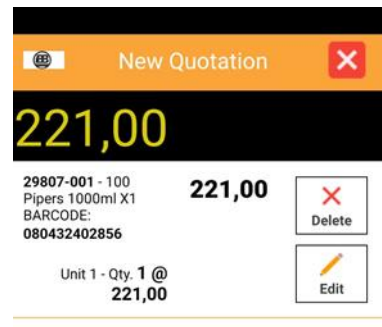 New Quotation
221,00
29807-001 - 100
Pipers 1000ml X1
BARCODE:
080432402856
221,00
Delete
Unit 1 - Qty. 1 @
221,00
Edit